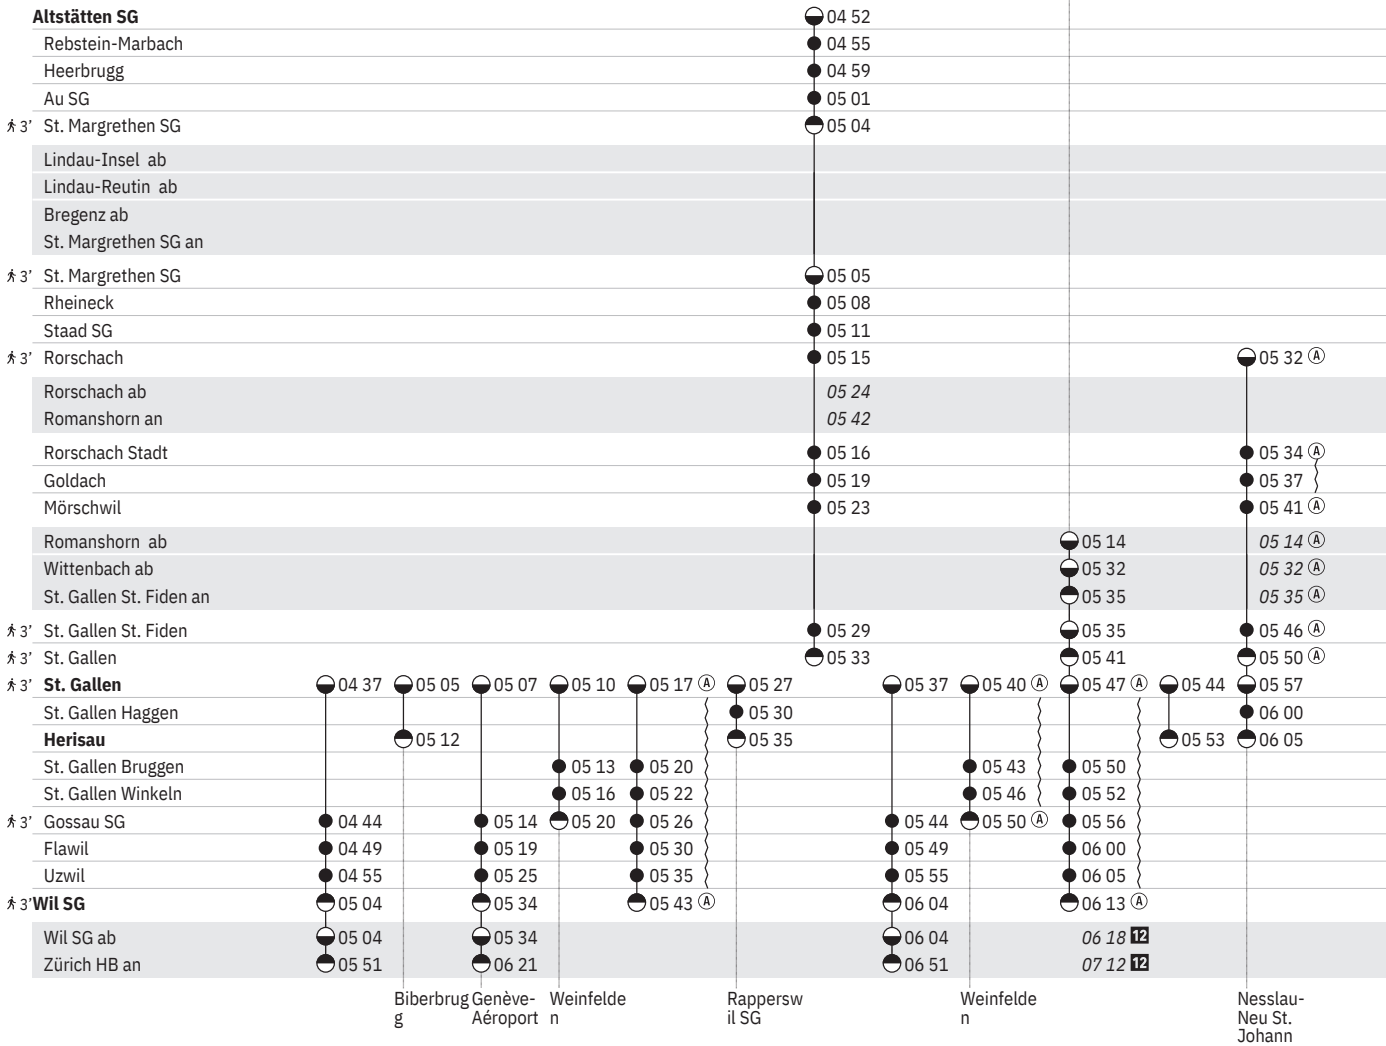 Altstätten SG 04 52
Rebstein-Marbach 04 55
Heerbrugg 04 59
Au SG 05 01
3’ St. Margrethen SG 05 04
Lindau-Insel ab
Lindau-Reutin ab
Bregenz ab
St. Margrethen SG an
3’ St. Margrethen SG 05 05
Rheineck 05 08
Staad SG 05 11
3’ Rorschach 05 15 05 32 Ⓐ
Rorschach ab 05 24
Romanshorn an 05 42
Rorschach Stadt 05 16 05 34 Ⓐ
Goldach 05 19 05 37
Mörschwil 05 23 05 41 Ⓐ
Romanshorn ab 05 14 05 14 Ⓐ
Wittenbach ab 05 32 05 32 Ⓐ
St. Gallen St. Fiden an 05 35 05 35 Ⓐ
3’ St. Gallen St. Fiden 05 29 05 35 05 46 Ⓐ
3’ St. Gallen 05 33 05 41 05 50 Ⓐ
3’ St. Gallen 04 37 05 05 05 07 05 10 05 17 Ⓐ 05 27 05 37 05 40 Ⓐ 05 47 Ⓐ 05 44 05 57
St. Gallen Haggen 05 30 06 00
Herisau 05 12 05 35 05 53 06 05
St. Gallen Bruggen 05 13 05 20 05 43 05 50
St. Gallen Winkeln 05 16 05 22 05 46 05 52
3’ Gossau SG 04 44 05 14 05 20 05 26 05 44 05 50 Ⓐ 05 56
Flawil 04 49 05 19 05 30 05 49 06 00
Uzwil 04 55 05 25 05 35 05 55 06 05
3’ Wil SG 05 04 05 34 05 43 Ⓐ 06 04 06 13 Ⓐ
Wil SG ab 05 04 05 34 06 04 06 18 12
Zürich HB an 05 51 06 21 06 51 07 12 12
Biberbrug Genève- Weinfelde Rappersw Weinfelde Nesslau-
g Aéroport n il SG n Neu St.
Johann